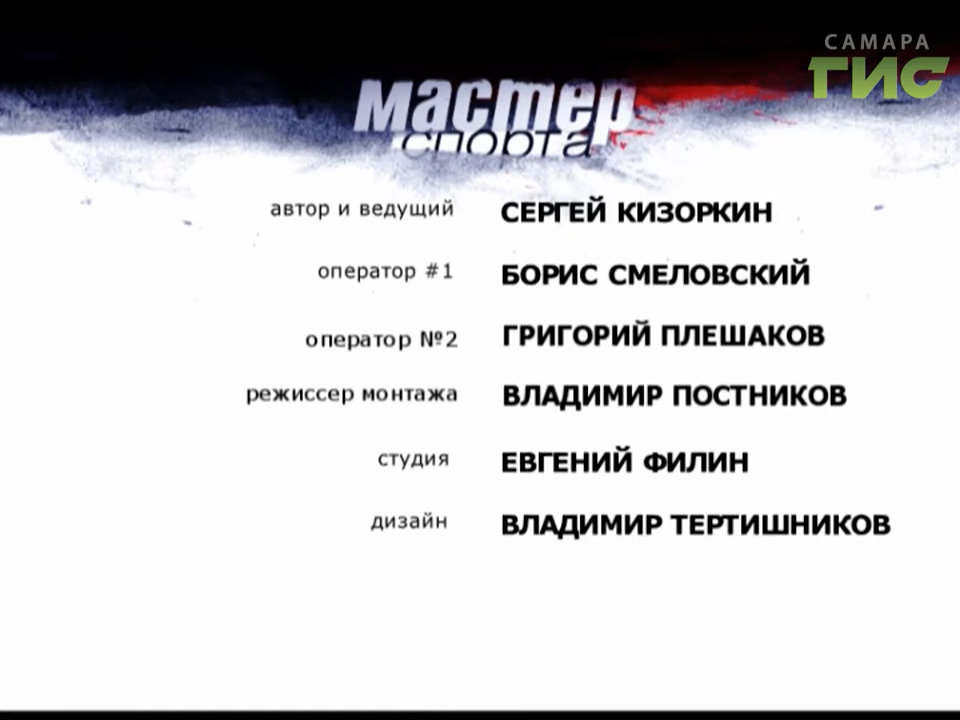 САМАРА
ГИС
мастер
спорта
автор и ведущий СЕРГЕЙ КИЗОРКИН
оператор #1 БОРИС СМЕЛОВСКИЙ
оператор №2 ГРИГОРИЙ ПЛЕШАКОВ
режиссер монтажа ВЛАДИМИР ПОСТНИКОВ
студия ЕВГЕНИЙ ФИЛИН
дизайн ВЛАДИМИР ТЕРТИШНИКОВ